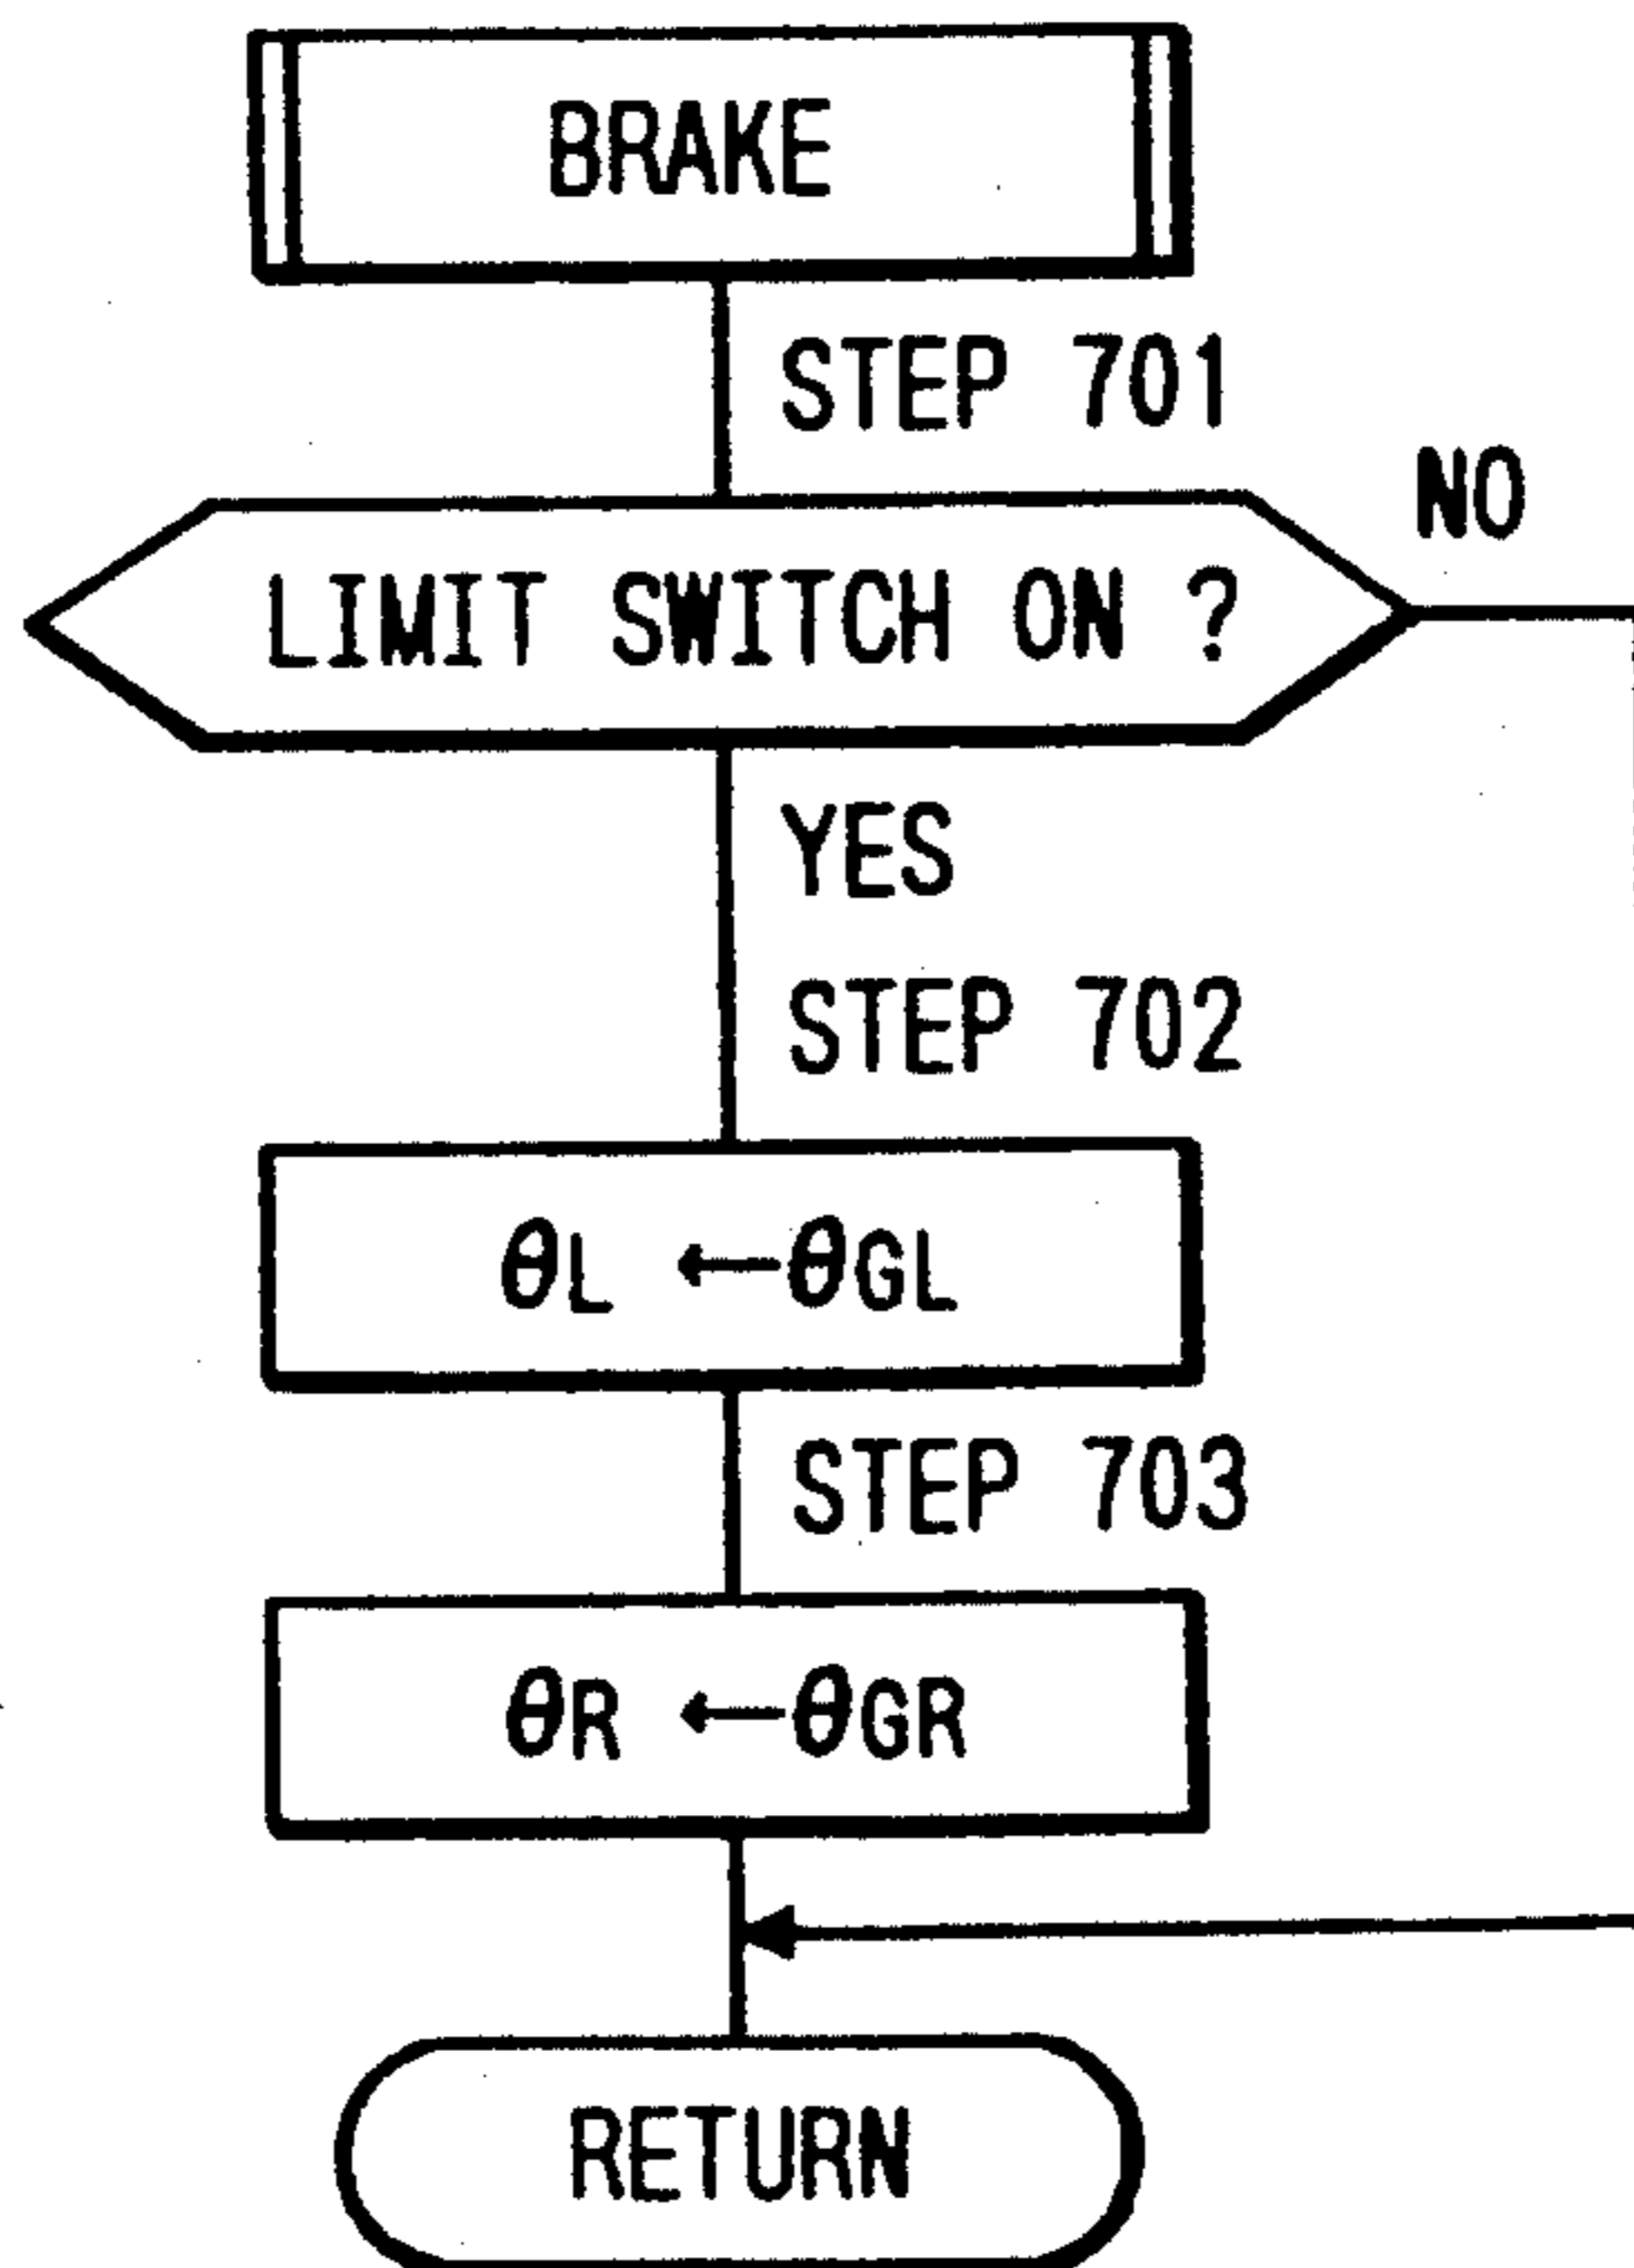 BRAKE
STEP 701
NO
LIMIT SWITCH ON ?
YES
STEP 702
θL ←θGL
STEP 703
θR ←θGR
RETURN